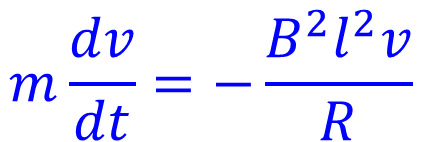 m dv/dt = − B²l²v/R